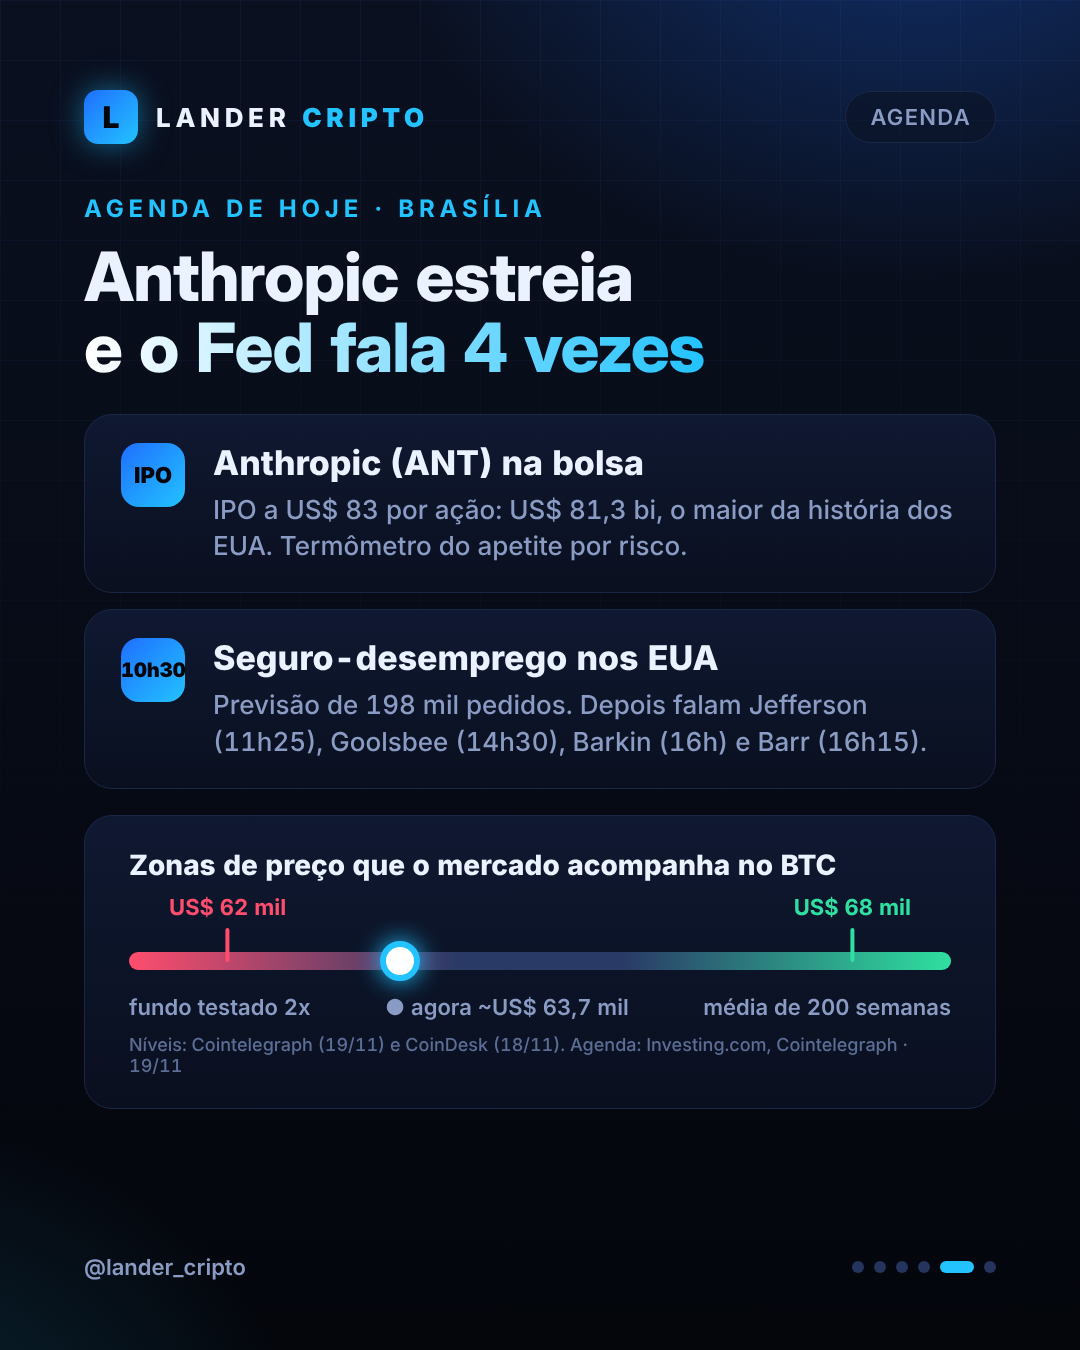 L LANDER CRIPTO
AGENDA
AGENDA DE HOJE · BRASÍLIA
Anthropic estreia
e o Fed fala 4 vezes
IPO
Anthropic (ANT) na bolsa
IPO a US$ 83 por ação: US$ 81,3 bi, o maior da história dos
EUA. Termômetro do apetite por risco.
10h30
Seguro-desemprego nos EUA
Previsão de 198 mil pedidos. Depois falam Jefferson
(11h25), Goolsbee (14h30), Barkin (16h) e Barr (16h15).
Zonas de preço que o mercado acompanha no BTC
US$ 62 mil
US$ 68 mil
fundo testado 2x
agora ~US$ 63,7 mil
média de 200 semanas
Níveis: Cointelegraph (19/11) e CoinDesk (18/11). Agenda: Investing.com, Cointelegraph ·
19/11
@lander_cripto